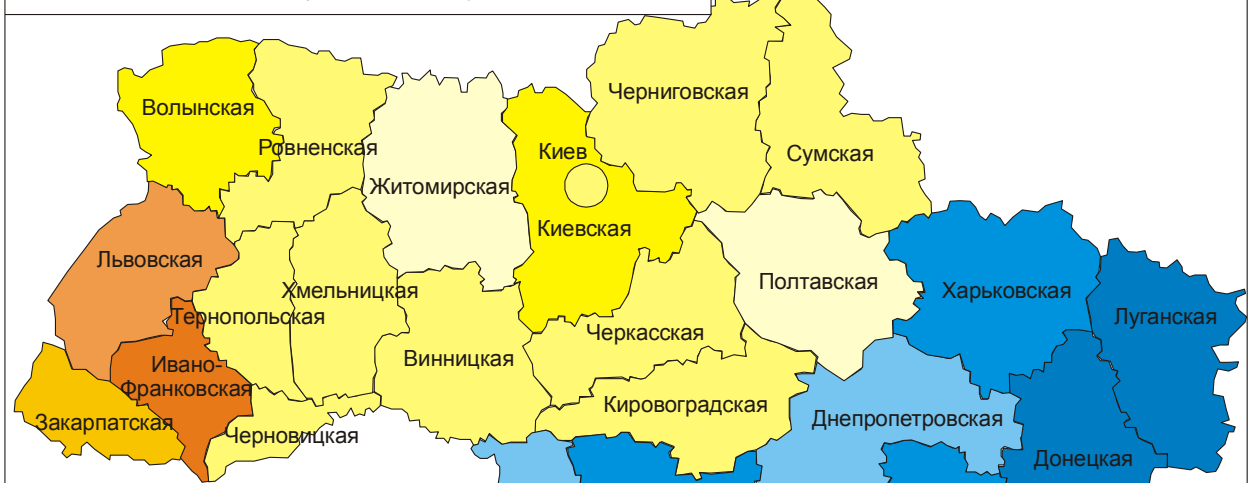 Черниговская
Волынская
Ровненская
Киев
Сумская
Житомирская
Киевская
Львовская
Полтавская
Хмельницкая
Харьковская
Тернопольская
Луганская
Черкасская
Винницкая
Ивано-
Франковская
Кировоградская
Днепропетровская
Закарпатская
Черновицкая
Донецкая